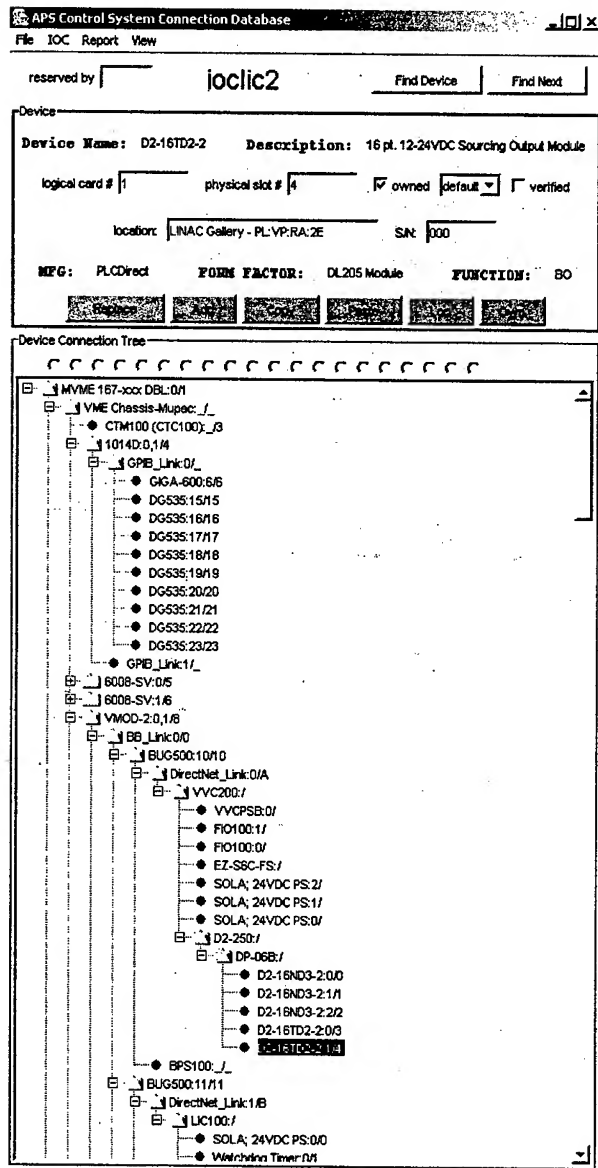 APS Control System Connection Database
File IOC Report View
reserved by ioclic2 Find Device Find Next
Device
Device Name: D2-16TD2-2 Description: 16 pt. 12-24VDC Sourcing Output Module
logical card # 1 physical slot # 4 owned default verified
location: LINAC Gallery - PL:VP:RA:2E S/N: 000
MFG: PLCDirect FORM FACTOR: DL205 Module FUNCTION: BO
Replace Copy Paste
Device Connection Tree
MVME 167-xxx DBL:0/1
VME Chassis-Mupac:_/_
CTM100 (CTC100):_/3
1014D:0,1/4
GPIB_Link:0/_
GIGA-600:6/6
DG535:15/15
DG535:16/16
DG535:17/17
DG535:18/18
DG535:19/19
DG535:20/20
DG535:21/21
DG535:22/22
DG535:23/23
GPIB_Link:1/_
6008-SV:0/5
6008-SV:1/6
VMOD-2:0,1/8
BB_Link:0/0
BUG500:10/10
DirectNet_Link:0/A
VVC200:/
VVCPSB:0/
FIO100:1/
FIO100:0/
EZ-S6C-FS:/
SOLA; 24VDC PS:2/
SOLA; 24VDC PS:1/
SOLA; 24VDC PS:0/
D2-250:/
DP-06B:/
D2-16ND3-2:0/0
D2-16ND3-2:1/1
D2-16ND3-2:2/2
D2-16TD2-2:0/3
D2-16TD2-2:1/4
BPS100:_/_
BUG500:11/11
DirectNet_Link:1/B
LIC100:/
SOLA; 24VDC PS:0/0
Watchdog Timer:0/1